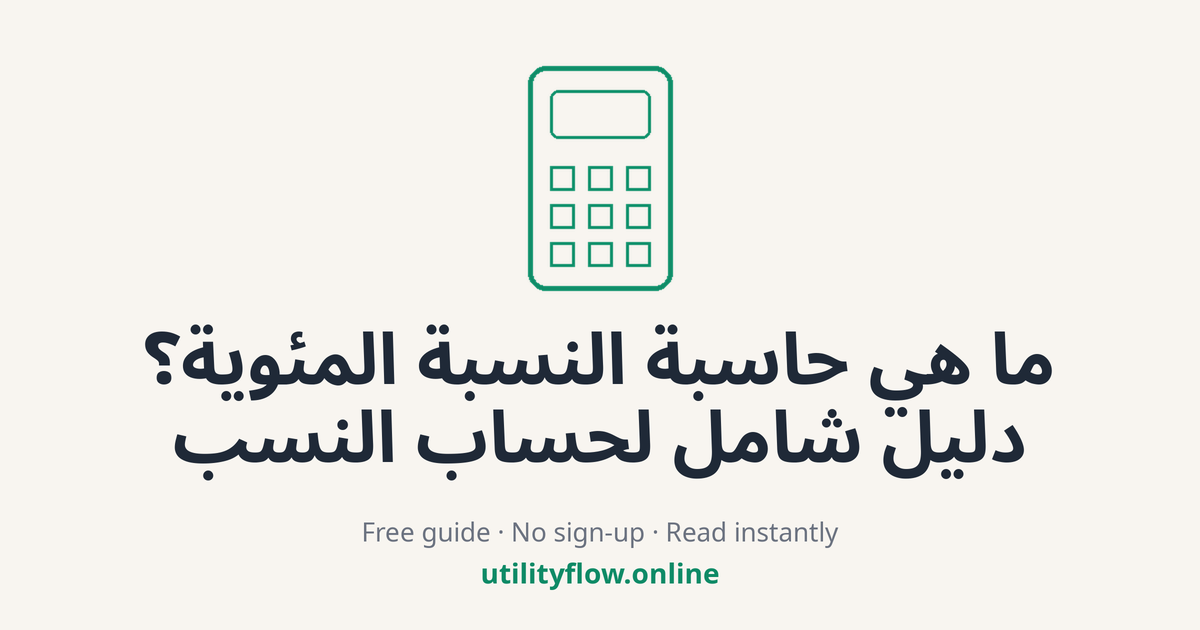 ما هي حاسبة النسبة المئوية؟
دليل شامل لحساب النسب
Free guide · No sign-up · Read instantly
utilityflow.online